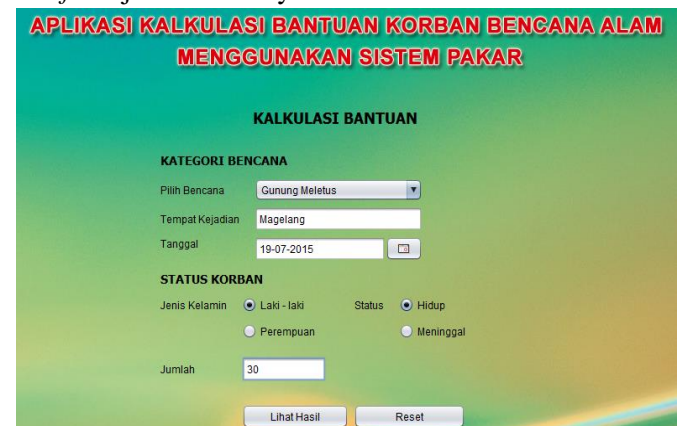 APLIKASI KALKULASI BANTUAN KORBAN BENCANA ALAM
MENGGUNAKAN SISTEM PAKAR
KALKULASI BANTUAN
KATEGORI BENCANA
Pilih Bencana Gunung Meletus
Tempat Kejadian Magelang
Tanggal 19-07-2015
STATUS KORBAN
Jenis Kelamin Laki - laki Status Hidup
Perempuan Meninggal
Jumlah 30
Lihat Hasil Reset